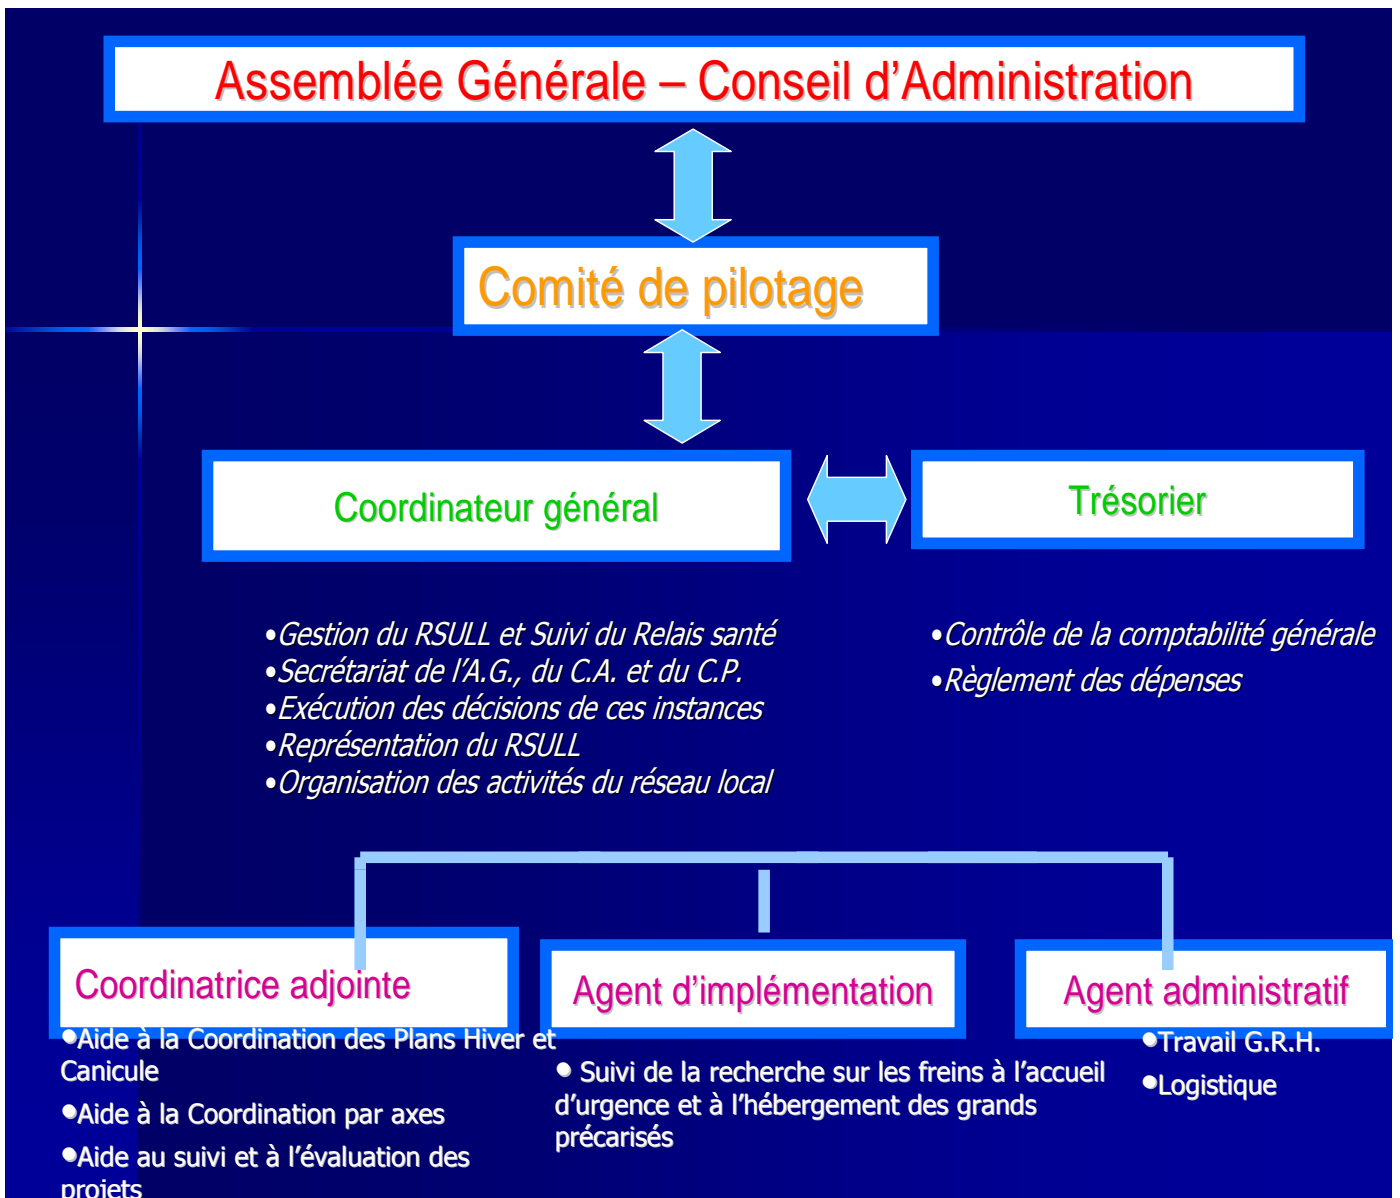 Assemblée Générale – Conseil d’Administration
Comité de pilotage
Coordinateur général
Trésorier
•Gestion du RSULL et Suivi du Relais santé
•Secrétariat de l’A.G., du C.A. et du C.P.
•Exécution des décisions de ces instances
•Représentation du RSULL
•Organisation des activités du réseau local
•Contrôle de la comptabilité générale
•Règlement des dépenses
Coordinatrice adjointe
•Aide à la Coordination des Plans Hiver et
Canicule
•Aide à la Coordination par axes
•Aide au suivi et à l’évaluation des
projets
Agent d’implémentation
• Suivi de la recherche sur les freins à l’accueil
d’urgence et à l’hébergement des grands
précarisés
Agent administratif
•Travail G.R.H.
•Logistique